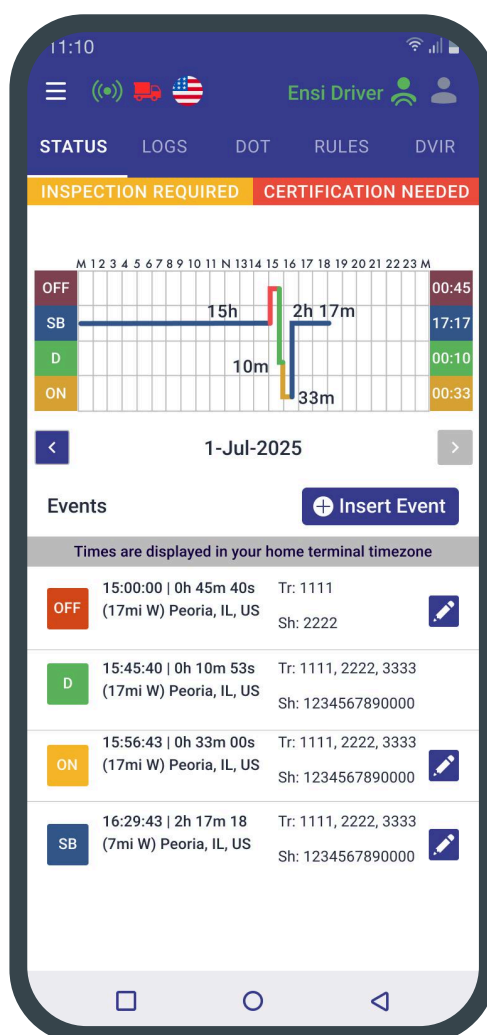 11:10
Ensi Driver
STATUS LOGS DOT RULES DVIR
INSPECTION REQUIRED CERTIFICATION NEEDED
M 1 2 3 4 5 6 7 8 9 10 11 N 13 14 15 16 17 18 19 20 21 22 23 M
OFF 00:45
SB 15h 2h 17m 17:17
D 10m 00:10
ON 33m 00:33
1-Jul-2025
Events Insert Event
Times are displayed in your home terminal timezone
OFF
15:00:00 | 0h 45m 40s Tr: 1111
(17mi W) Peoria, IL, US
Sh: 2222
D
15:45:40 | 0h 10m 53s Tr: 1111, 2222, 3333
(17mi W) Peoria, IL, US
Sh: 1234567890000
ON
15:56:43 | 0h 33m 00s Tr: 1111, 2222, 3333
(17mi W) Peoria, IL, US
Sh: 1234567890000
SB
16:29:43 | 2h 17m 18 Tr: 1111, 2222, 3333
(7mi W) Peoria, IL, US
Sh: 1234567890000